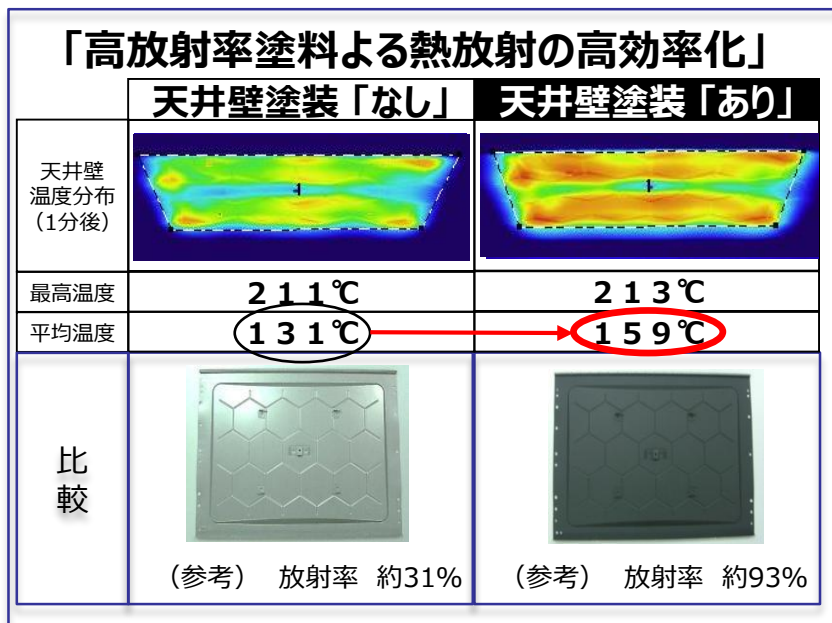 「高放射率塗料よる熱放射の高効率化」
天井壁塗装「なし」 天井壁塗装「あり」
天井壁
温度分布
（1分後）
1 1
最高温度 ２１１℃ ２１３℃
平均温度 １３１℃ １５９℃
比
較
（参考） 放射率 約31% （参考） 放射率 約93%